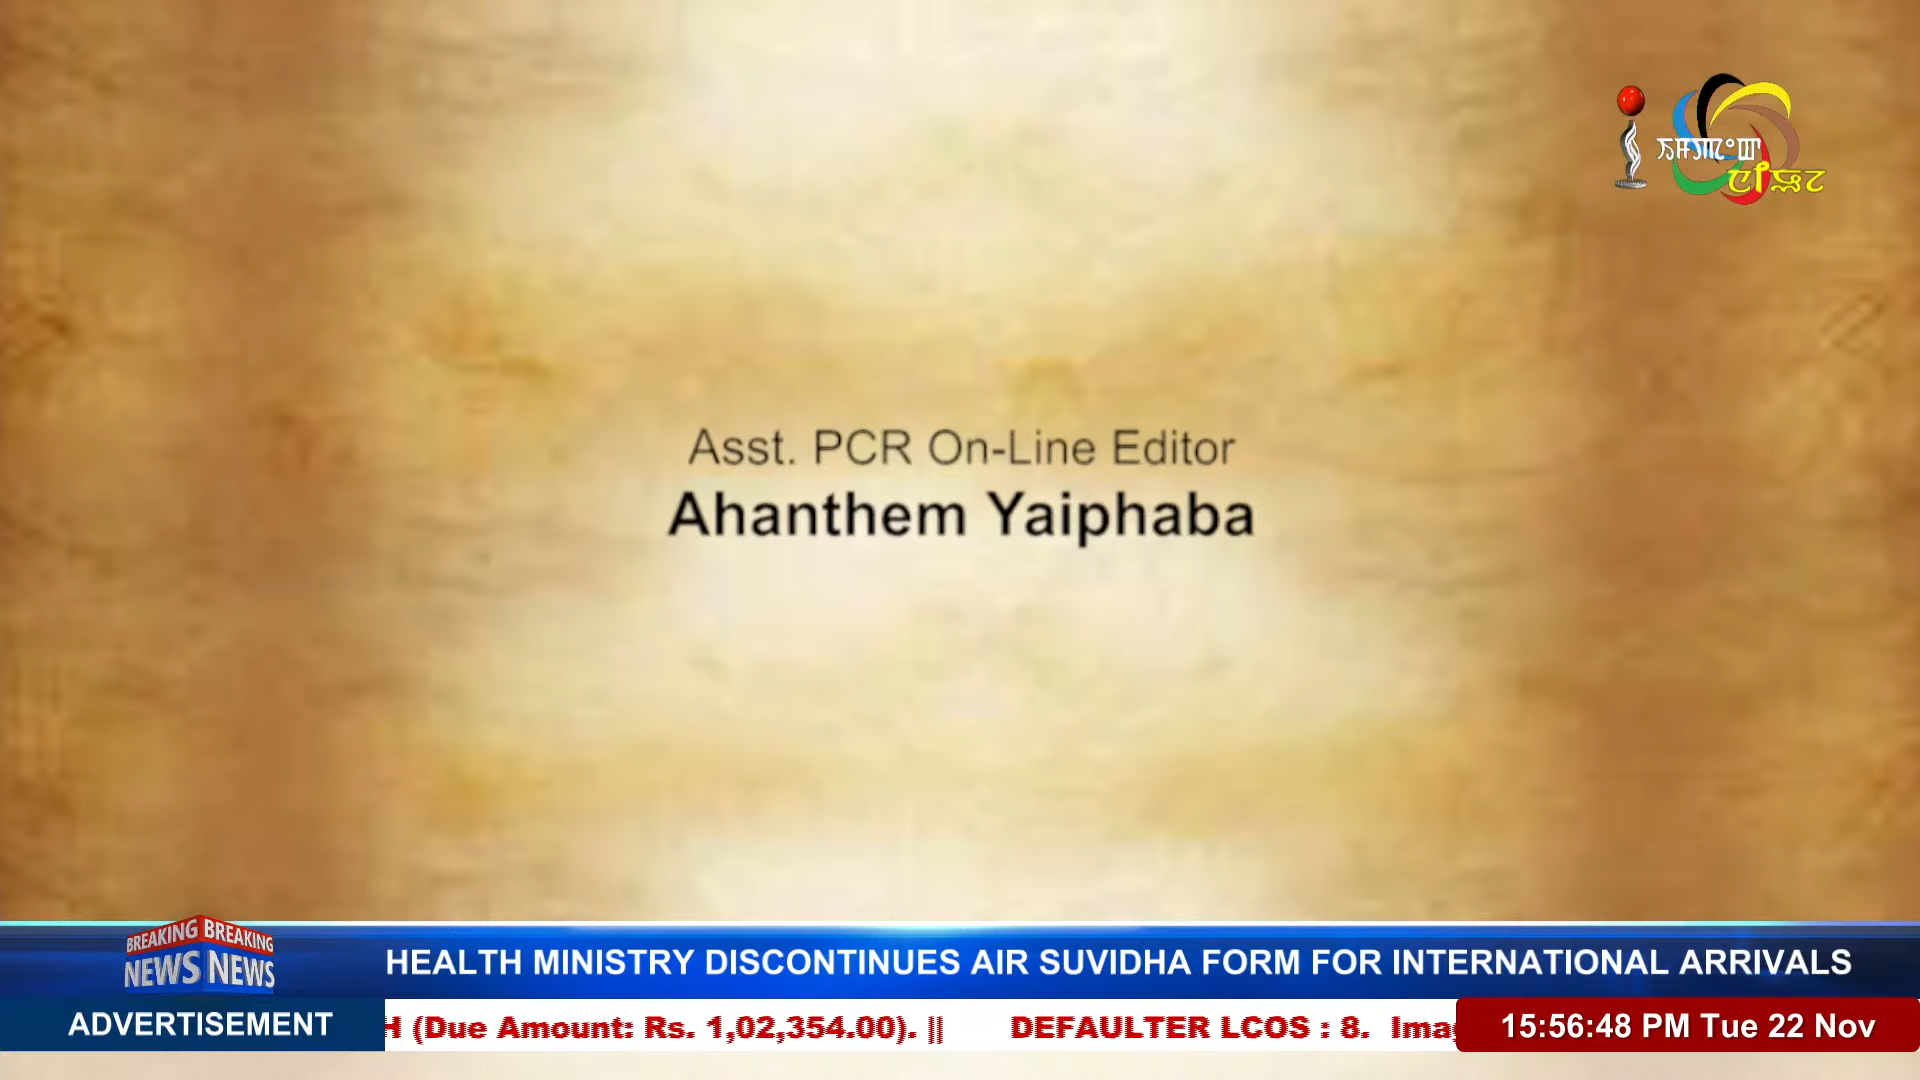 Asst. PCR On-Line Editor
Ahanthem Yaiphaba
BREAKING BREAKING
NEWS NEWS
HEALTH MINISTRY DISCONTINUES AIR SUVIDHA FORM FOR INTERNATIONAL ARRIVALS
ADVERTISEMENT
H (Due Amount: Rs. 1,02,354.00). || DEFAULTER LCOS : 8.
15:56:48 PM Tue 22 Nov